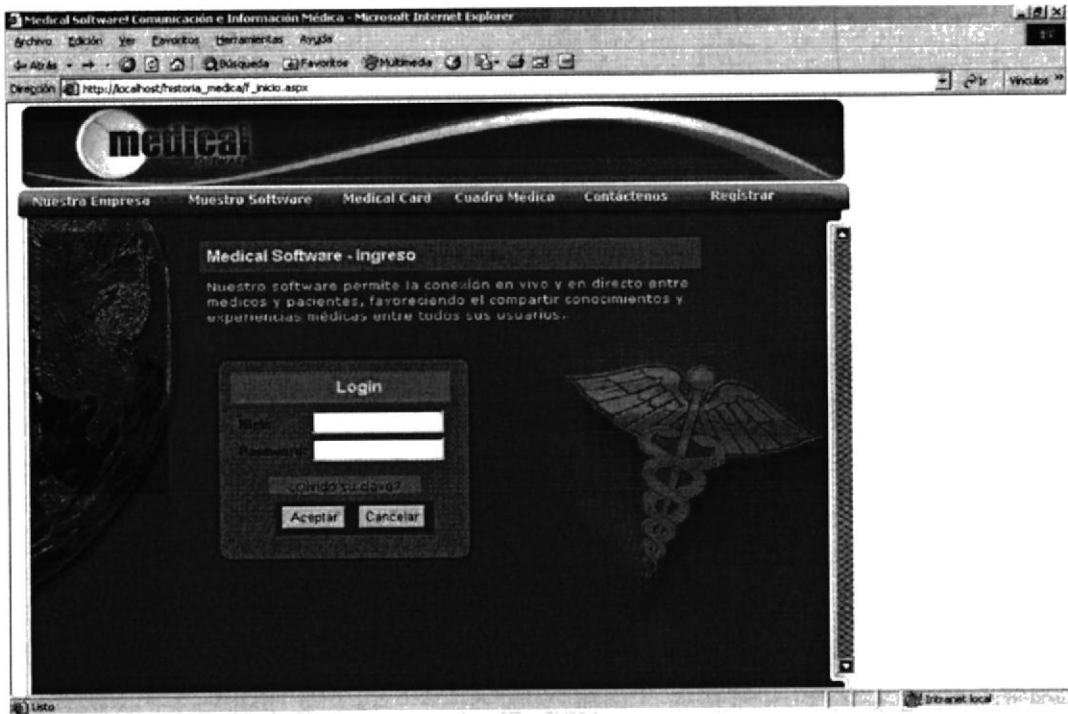 Medical Software! Comunicación e Información Médica - Microsoft Internet Explorer
Archivo Edición Ver Favoritos Herramientas Ayuda
Atrás Búsqueda Favoritos Multimedia
Dirección http://localhost/historia_medica/f_inicio.aspx Ir Vínculos »
medical
SOFTWARE
Nuestra Empresa Nuestro Software Medical Card Cuadro Médico Contáctenos Registrar
Medical Software - Ingreso
Nuestro software permite la conexión en vivo y en directo entre
medicos y pacientes, favoreciendo el compartir conocimientos y
experiencias médicas entre todos sus usuarios.
Login
Password:
¿Olvido su clave?
Aceptar Cancelar
Listo Intranet local